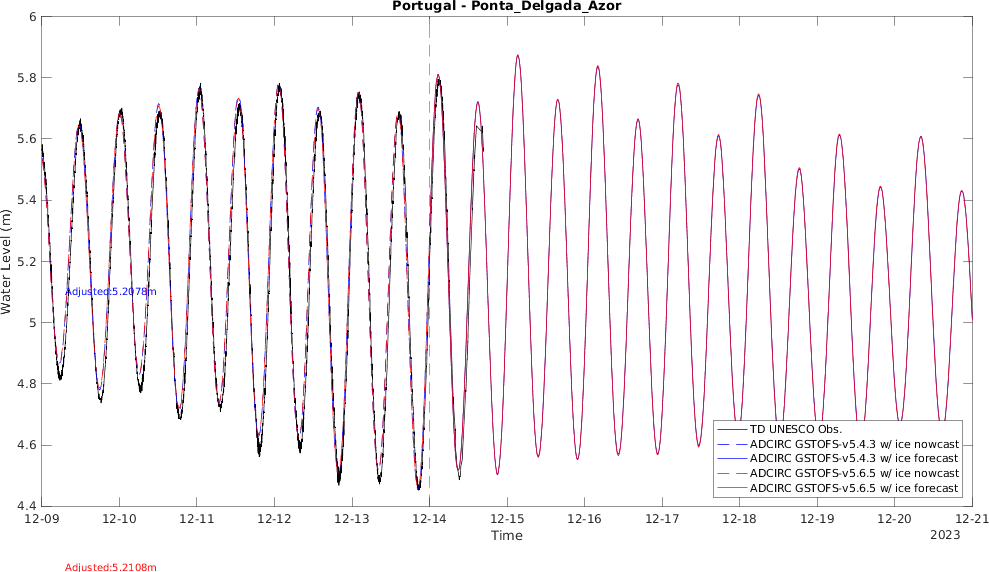 Portugal - Ponta_Delgada_Azor
6
5.8
5.6
5.4
5.2
5
4.8
4.6
4.4
Water Level (m)
Adjusted:5.2078m
TD UNESCO Obs.
ADCIRC GSTOFS-v5.4.3 w/ ice nowcast
ADCIRC GSTOFS-v5.4.3 w/ ice forecast
ADCIRC GSTOFS-v5.6.5 w/ ice nowcast
ADCIRC GSTOFS-v5.6.5 w/ ice forecast
12-09 12-10 12-11 12-12 12-13 12-14 12-15 12-16 12-17 12-18 12-19 12-20 12-21
Time
2023
Adjusted:5.2108m